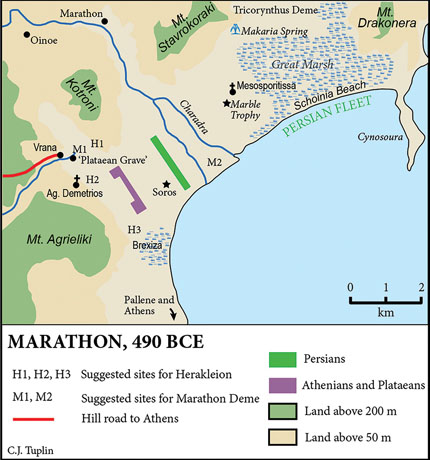 Tricorynthus Deme
Mt.
Drakonera
Marathon
Mt.
Stavrokoraki
Oinoe
Makaria Spring
Great Marsh
Mt.
Kotroni
Mesosporitissa
Marble
Trophy
Schoinia Beach
PERSIAN FLEET
Charadra
Cynosoura
Vrana
M1
H1
'Plataean Grave'
M2
H2
Ag. Demetrios
Soros
H3
Mt. Agrieliki
Brexiza
Pallene and
Athens
0 1 2
km
MARATHON, 490 BCE
H1, H2, H3 Suggested sites for Herakleion
M1, M2 Suggested sites for Marathon Deme
Hill road to Athens
Persians
Athenians and Plataeans
Land above 200 m
Land above 50 m
C.J. Tuplin